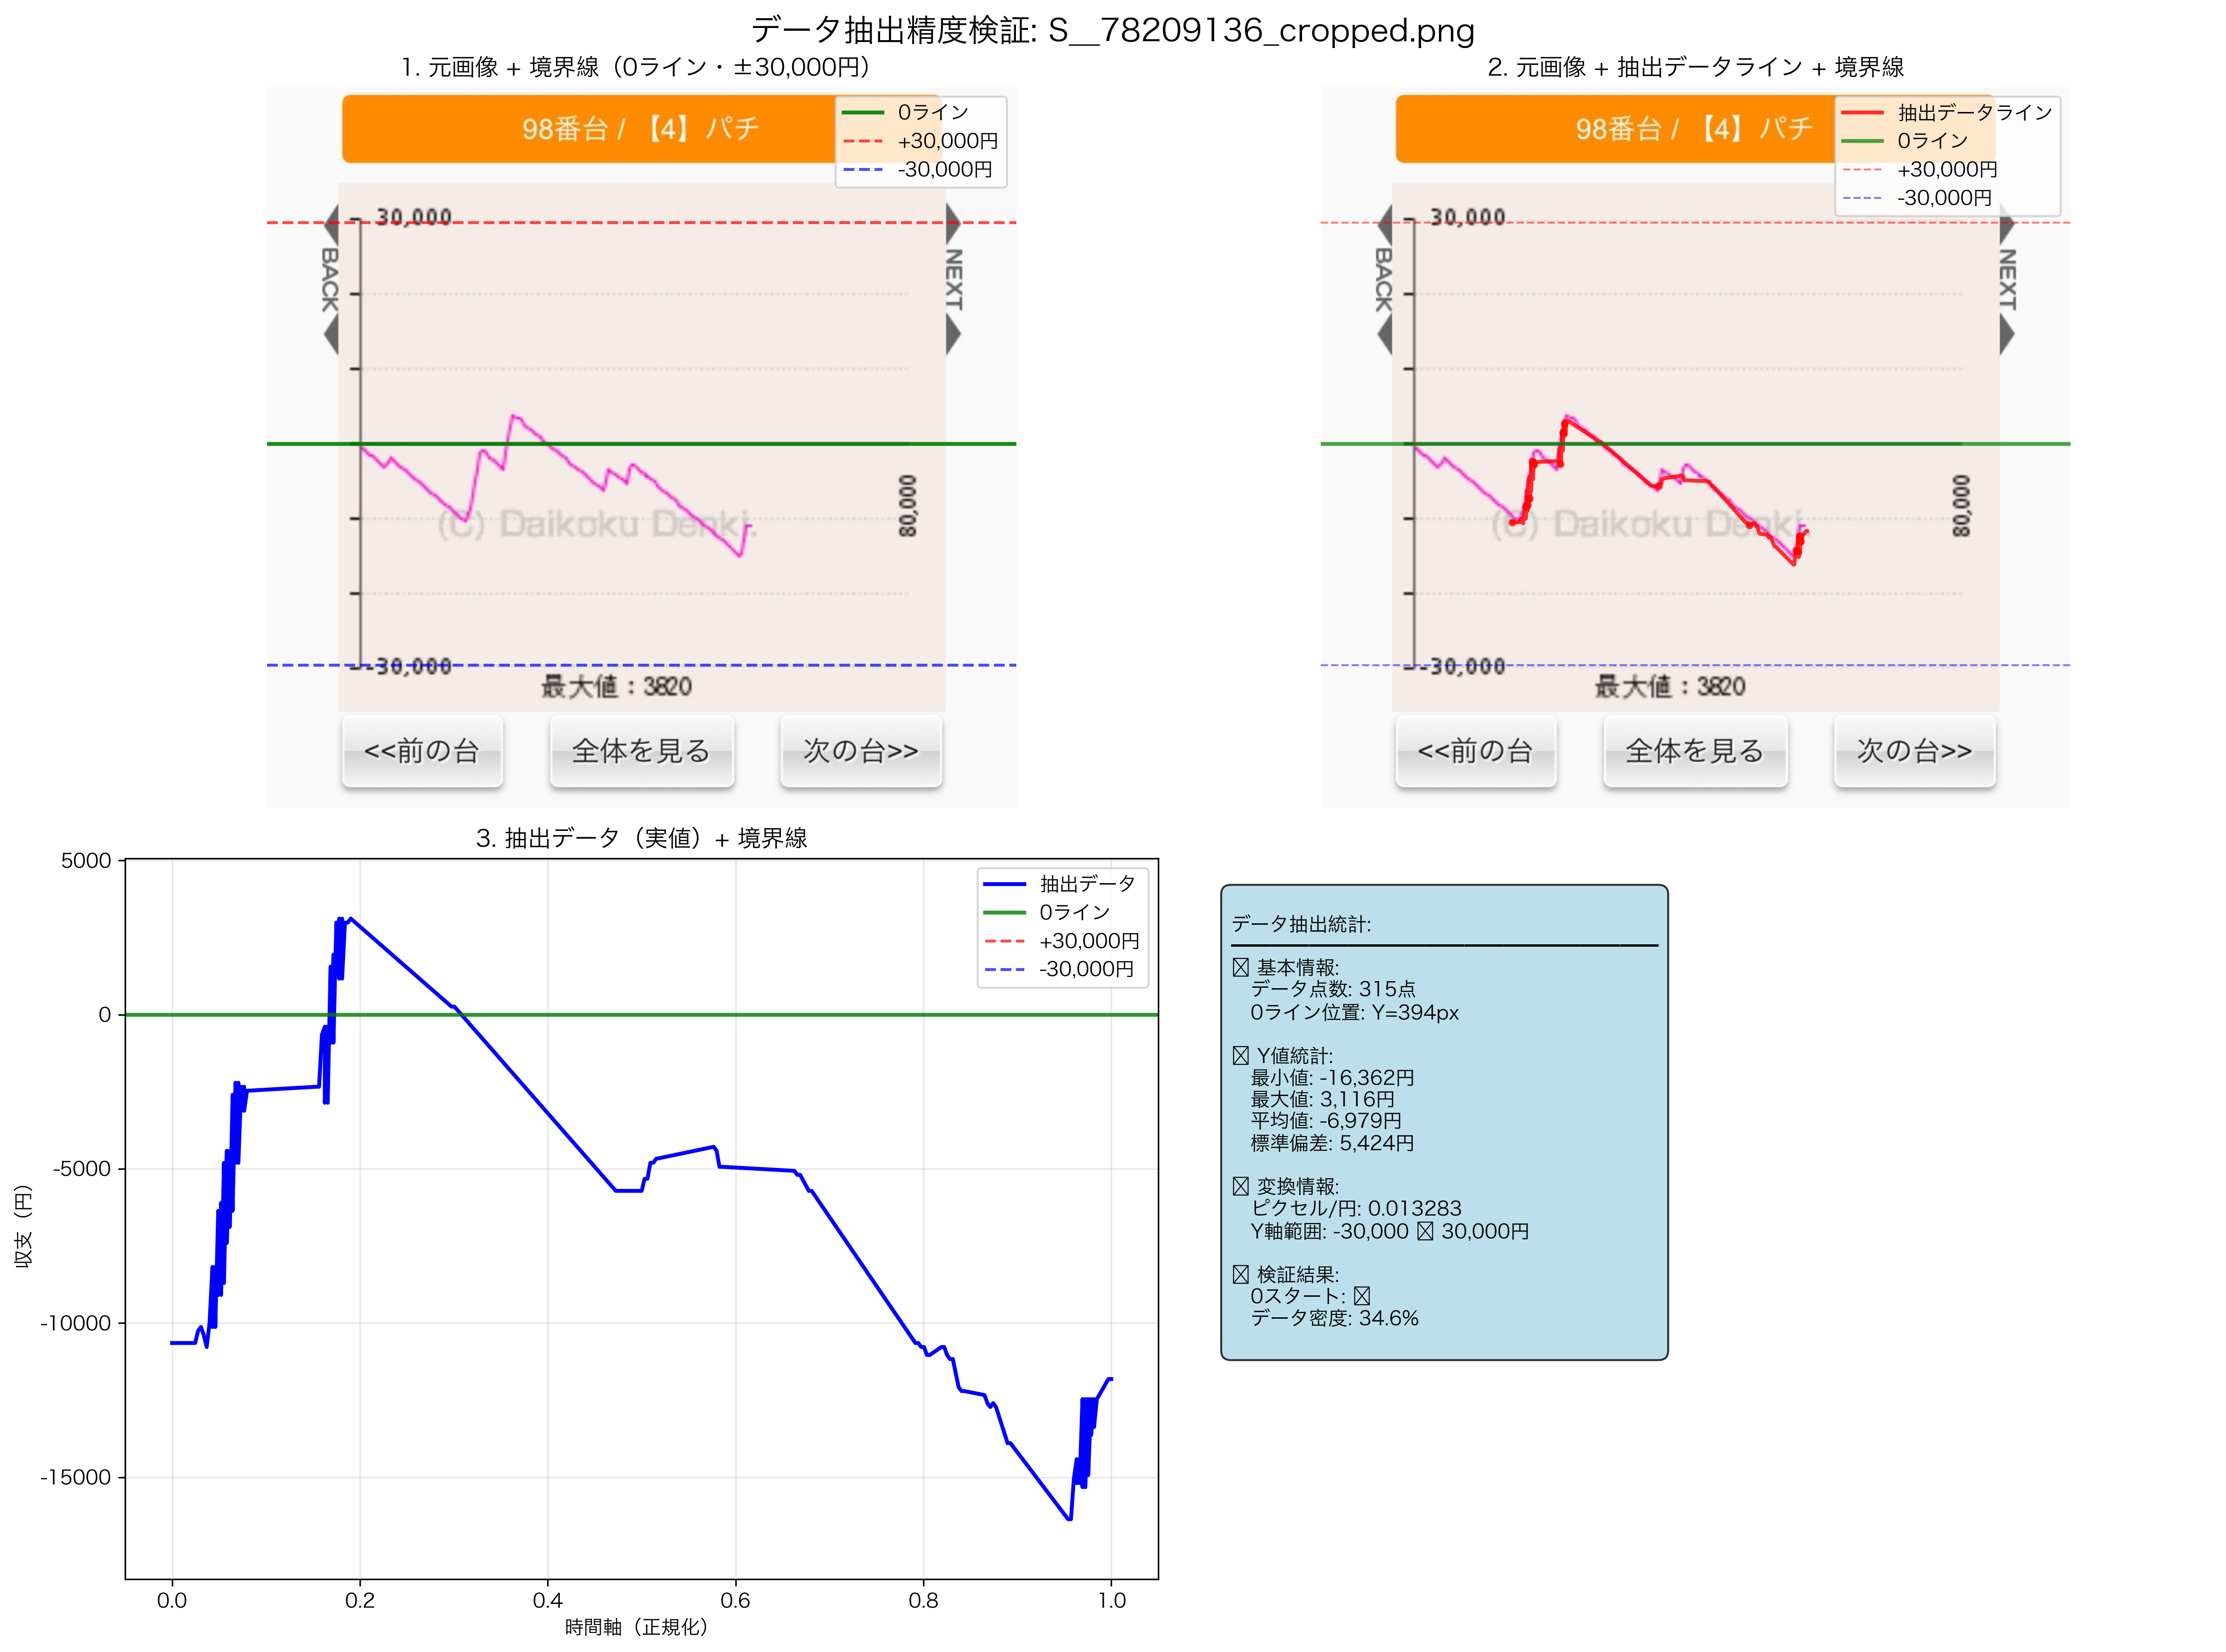 データ抽出精度検証: S__78209136_cropped.png
1. 元画像 + 境界線（0ライン・±30,000円）
98番台 / 【4】パチ
0ライン
+30,000円
-30,000円
30,000
BACK
NEXT
(C) Daikoku Denki.
80,000
-30,000
最大値：3820
<<前の台
全体を見る
次の台>>
2. 元画像 + 抽出データライン + 境界線
98番台 / 【4】パチ
抽出データライン
0ライン
+30,000円
-30,000円
30,000
BACK
NEXT
(C) Daikoku Denki.
80,000
-30,000
最大値：3820
<<前の台
全体を見る
次の台>>
3. 抽出データ（実値）+ 境界線
抽出データ
0ライン
+30,000円
-30,000円
5000
0
-5000
-10000
-15000
収支（円）
0.0
0.2
0.4
0.6
0.8
1.0
時間軸（正規化）
データ抽出統計:
基本情報:
データ点数: 315点
0ライン位置: Y=394px
Y値統計:
最小値: -16,362円
最大値: 3,116円
平均値: -6,979円
標準偏差: 5,424円
変換情報:
ピクセル/円: 0.013283
Y軸範囲: -30,000 30,000円
検証結果:
0スタート:
データ密度: 34.6%